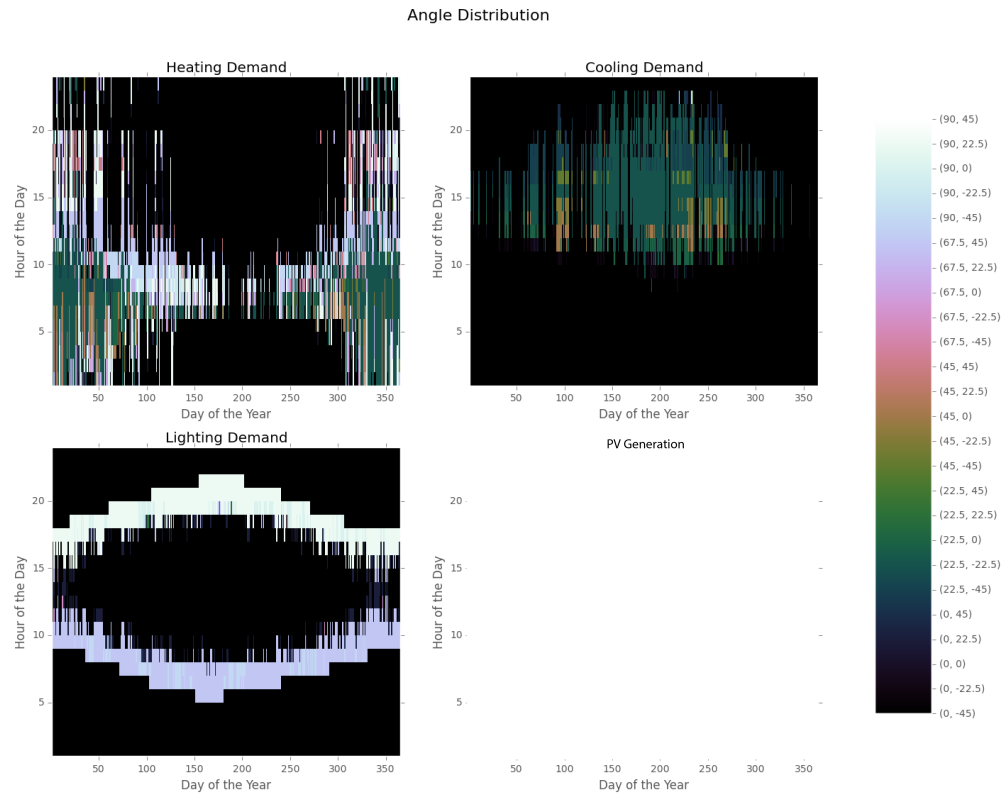 Angle Distribution
Heating Demand
Hour of the Day
20
15
10
5
50 100 150 200 250 300 350
Day of the Year
Cooling Demand
Hour of the Day
20
15
10
5
50 100 150 200 250 300 350
Day of the Year
Lighting Demand
Hour of the Day
20
15
10
5
50 100 150 200 250 300 350
Day of the Year
PV Generation
Hour of the Day
20
15
10
5
50 100 150 200 250 300 350
Day of the Year
(90, 45)
(90, 22.5)
(90, 0)
(90, -22.5)
(90, -45)
(67.5, 45)
(67.5, 22.5)
(67.5, 0)
(67.5, -22.5)
(67.5, -45)
(45, 45)
(45, 22.5)
(45, 0)
(45, -22.5)
(45, -45)
(22.5, 45)
(22.5, 0)
(22.5, -22.5)
(22.5, -45)
(0, 45)
(0, 22.5)
(0, 0)
(0, -22.5)
(0, -45)